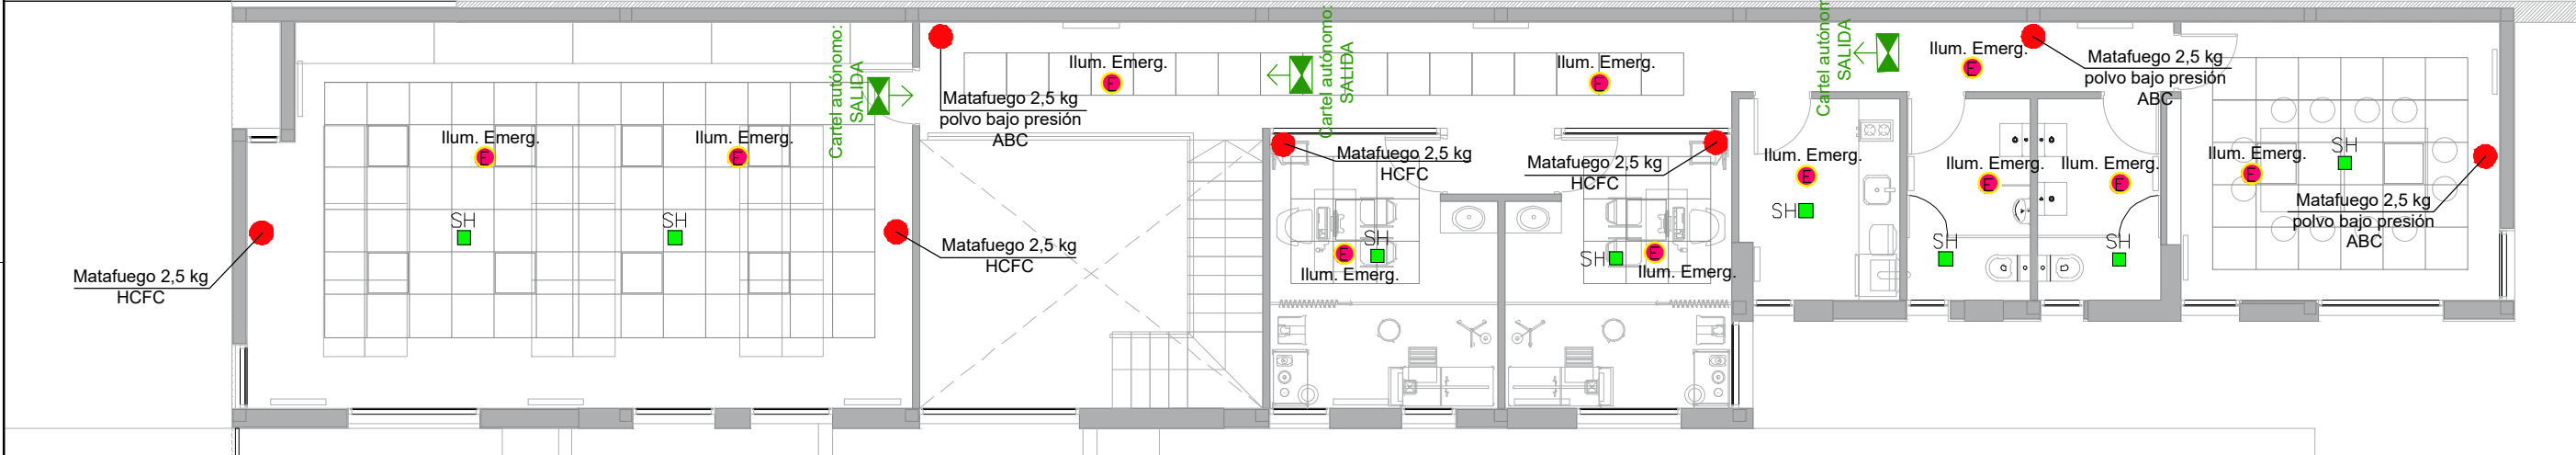 Ilum. Emerg.
E
Ilum. Emerg.
E
SH
SH
Matafuego 2,5 kg
HCFC
Cartel autónomo:
SALIDA
Matafuego 2,5 kg
polvo bajo presión
ABC
Matafuego 2,5 kg
HCFC
Ilum. Emerg.
E
Cartel autónomo:
SALIDA
Ilum. Emerg.
E
Matafuego 2,5 kg
HCFC
SH
E
Ilum. Emerg.
Matafuego 2,5 kg
HCFC
SH
E
Ilum. Emerg.
Cartel autónomo:
SALIDA
Ilum. Emerg.
E
Matafuego 2,5 kg
polvo bajo presión
ABC
Ilum. Emerg.
E
SH
Ilum. Emerg.
E
SH
Ilum. Emerg.
E
SH
Ilum. Emerg.
E
SH
Matafuego 2,5 kg
polvo bajo presión
ABC